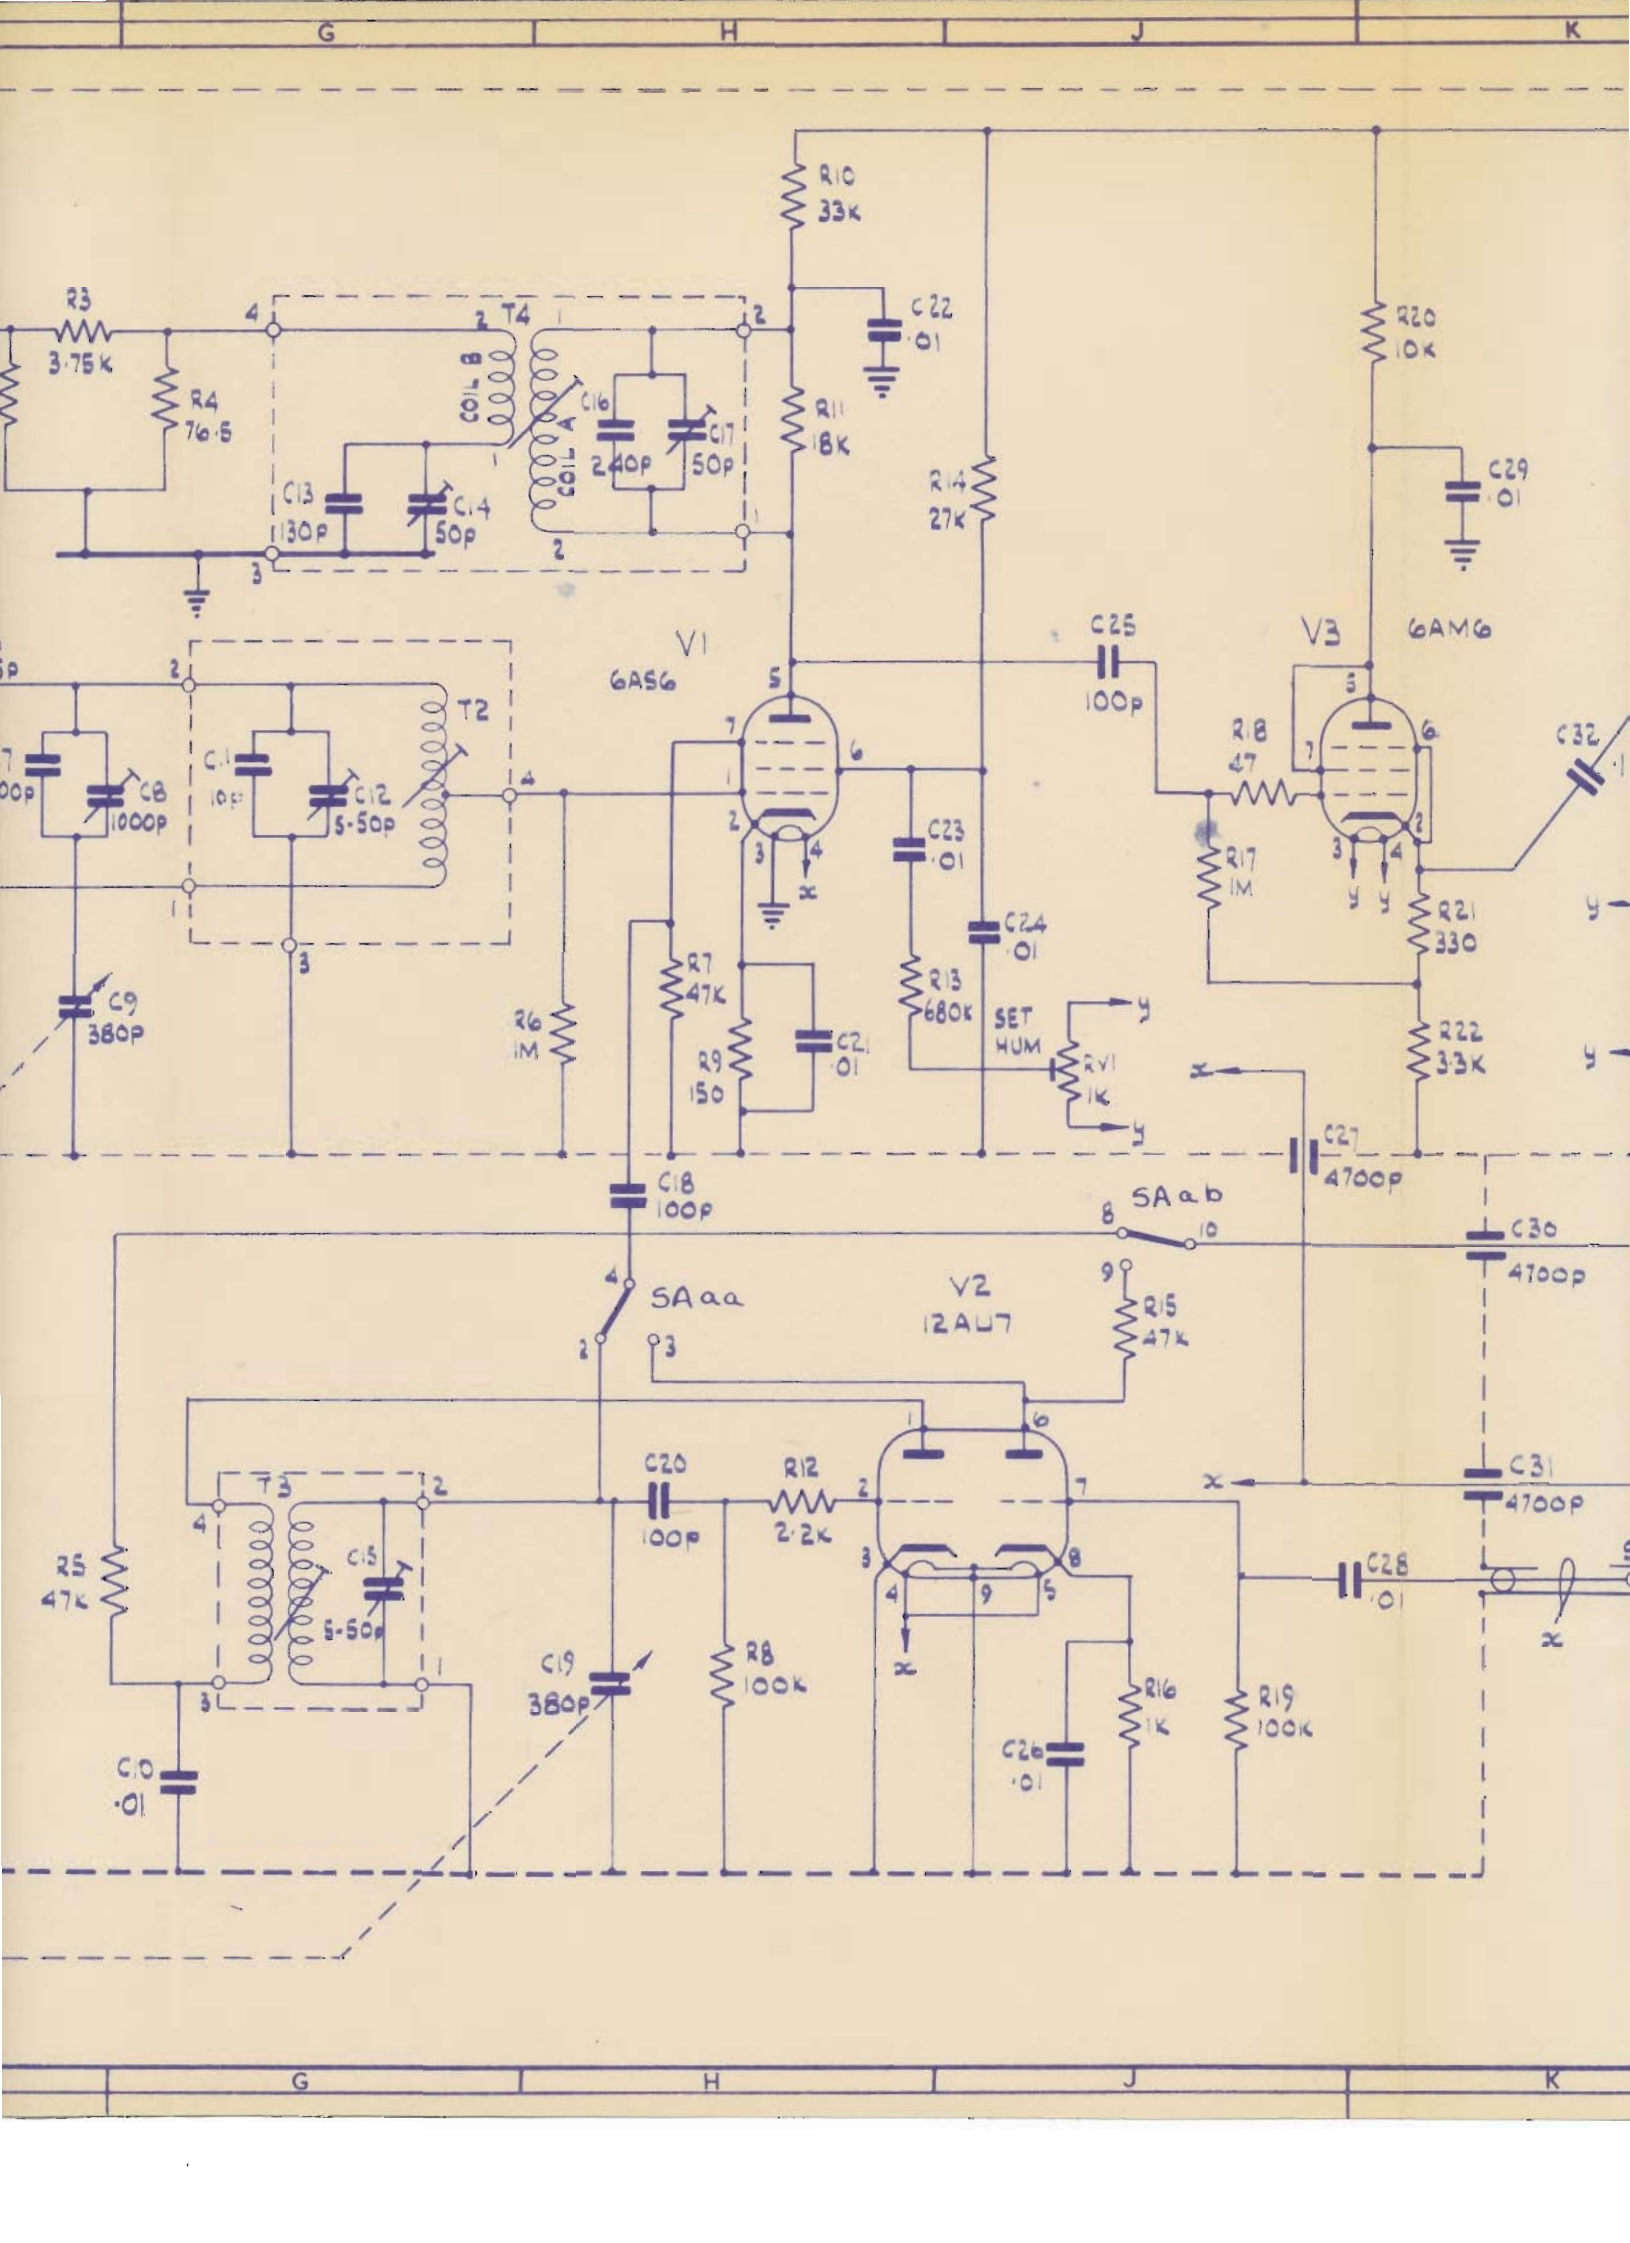 G
H
J
K
R10
33K
C22
.01
R3
3.75K
4
2
T4
1
2
R4
76.5
COIL B
COIL A
C16
240P
C17
50P
1
C13
130P
C14
50P
3
2
1
R11
18K
R14
27K
R20
10K
C29
.01
V1
6AS6
C25
100P
V3
6AM6
2
T2
C8
1000P
10P
C12
5-50P
4
1
3
C9
380P
5
7
1
6
2
3
4
x
R18
47
5
7
6
2
3
4
y
y
C32
C23
.01
R17
1M
R21
330
y
R7
47K
R6
1M
R9
150
.01
R13
680K
C24
.01
SET
HUM
y
RV1
1K
y
x
R22
3.3K
y
C27
4700P
C18
100P
SAab
8
10
9
C30
4700P
4
SAaa
2
3
V2
12AU7
R15
47K
1
6
T3
2
4
C20
100P
R12
2.2K
2
7
x
C31
4700P
R5
47K
C15
5-50P
3
8
4
9
5
C28
.01
x
3
1
C19
380P
R8
100K
x
R16
1K
R19
100K
C10
.01
C26
.01
G
H
J
K